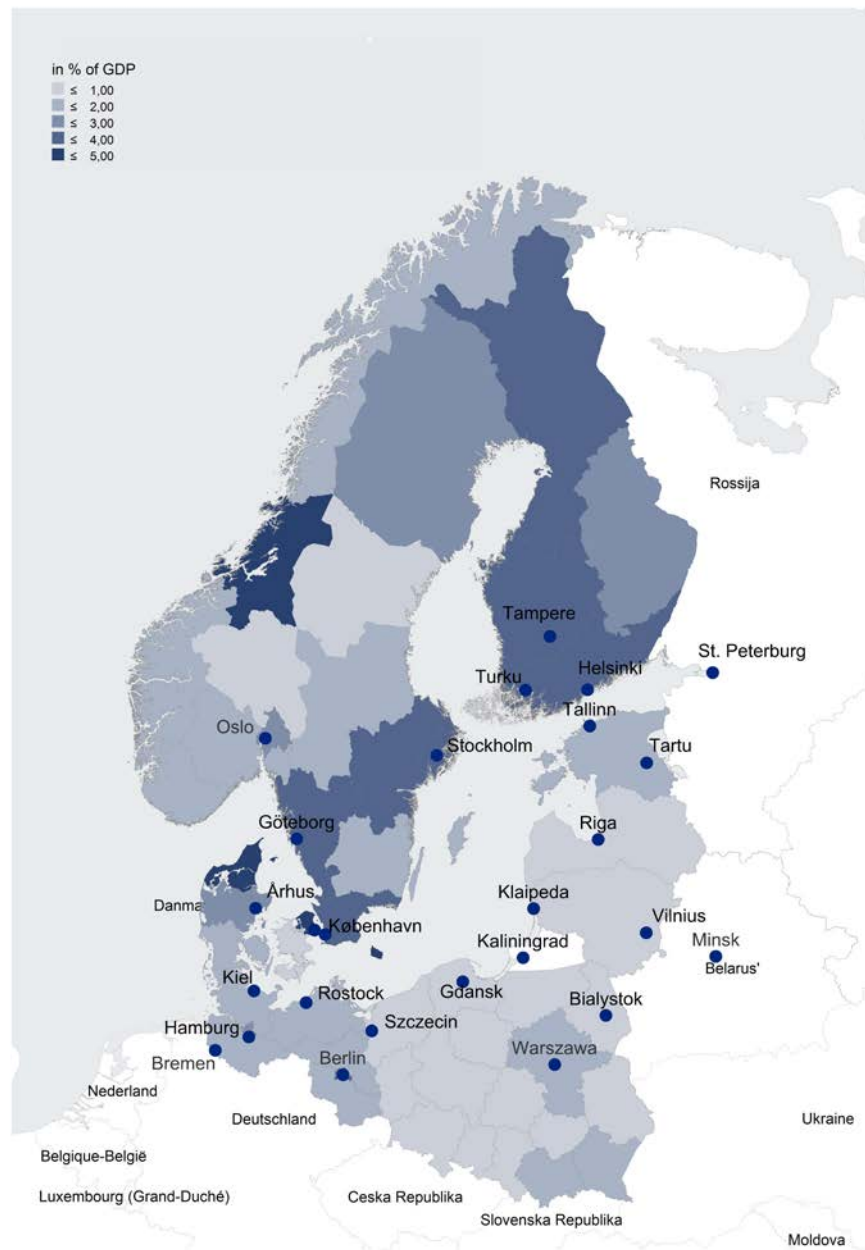 in % of GDP
≤ 1,00
≤ 2,00
≤ 3,00
≤ 4,00
≤ 5,00
Rossija
Tampere
St. Peterburg
Turku
Helsinki
Tallinn
Oslo
Stockholm
Tartu
Göteborg
Riga
Århus
Danma
Klaipeda
København
Vilnius
Kaliningrad
Minsk
Belarus'
Kiel
Gdansk
Rostock
Bialystok
Hamburg
Szczecin
Bremen
Berlin
Warszawa
Nederland
Deutschland
Ukraine
Belgique-België
Luxembourg (Grand-Duché)
Ceska Republika
Slovenska Republika
Moldova